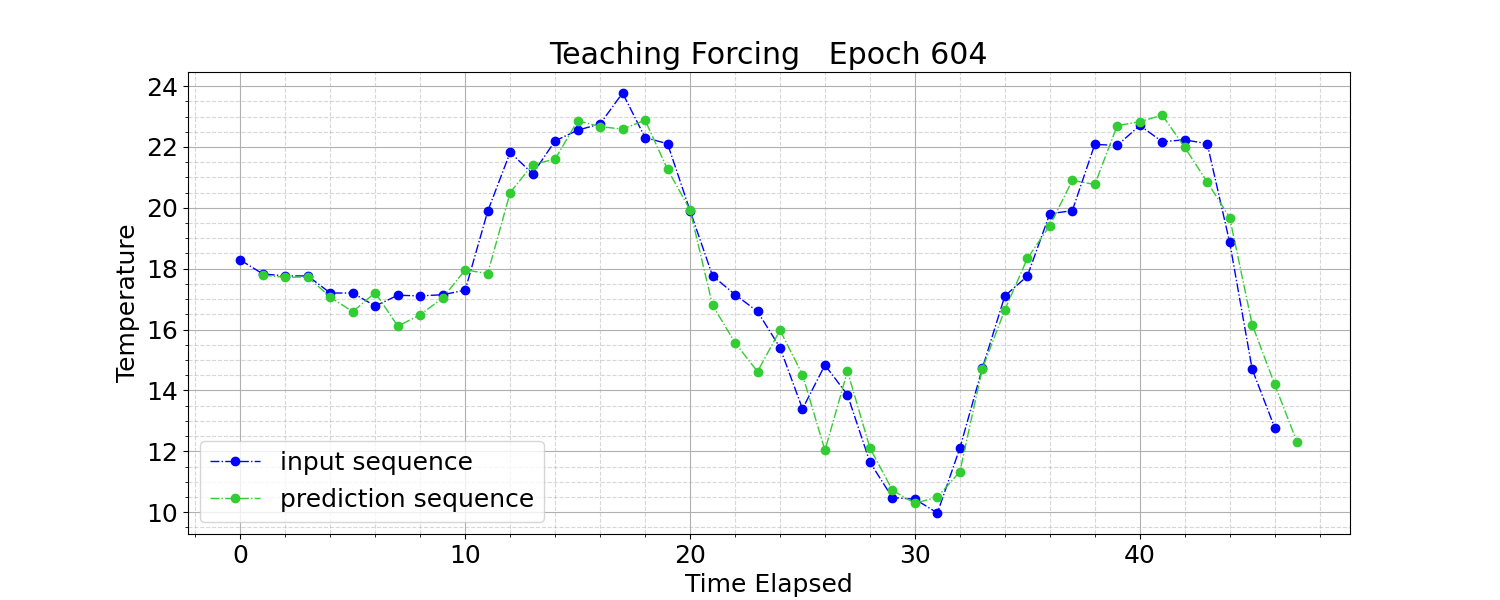 Teaching Forcing   Epoch 604
Temperature
24
22
20
18
16
14
12
10
input sequence
prediction sequence
0 10 20 30 40
Time Elapsed